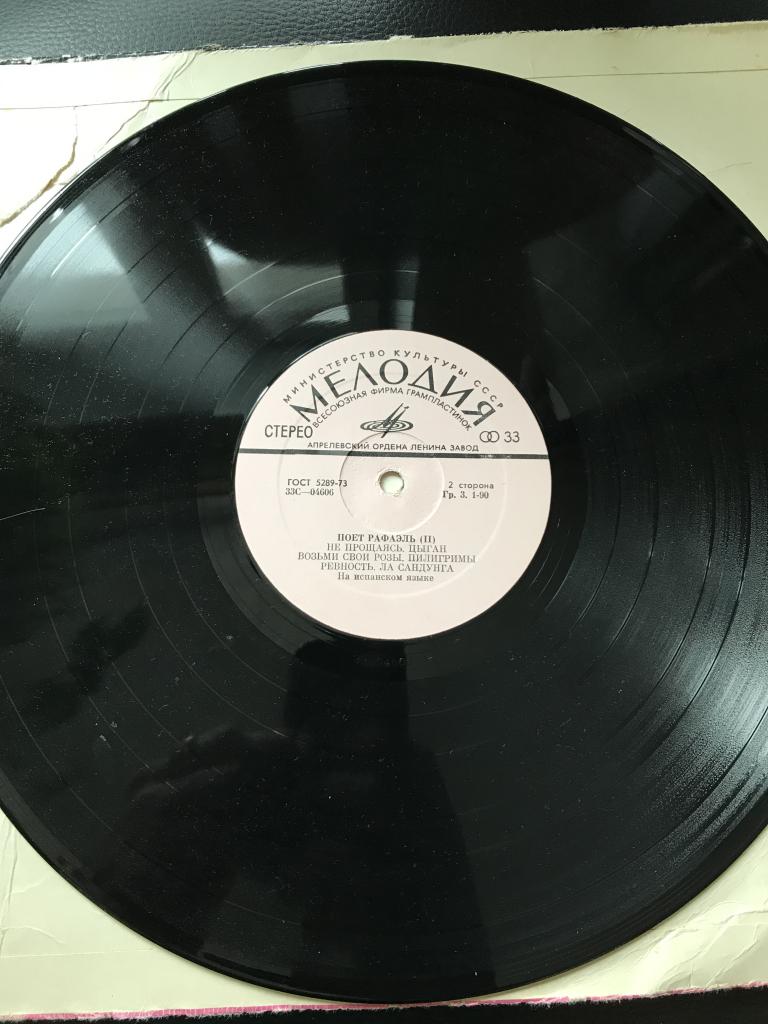 МИНИСТЕРСТВО КУЛЬТУРЫ СССР
МЕЛОДИЯ
ВСЕСОЮЗНАЯ ФИРМА ГРАМПЛАСТИНОК
СТЕРЕО
33
АПРЕЛЕВСКИЙ ОРДЕНА ЛЕНИНА ЗАВОД
ГОСТ 5289-73
33С—04606
2 сторона
Гр. 3. 1-90
ПОЕТ РАФАЭЛЬ (II)
НЕ ПРОЩАЯСЬ. ЦЫГАН
ВОЗЬМИ СВОИ РОЗЫ. ПИЛИГРИМЫ
РЕВНОСТЬ. ЛА САНДУНГА
На испанском языке